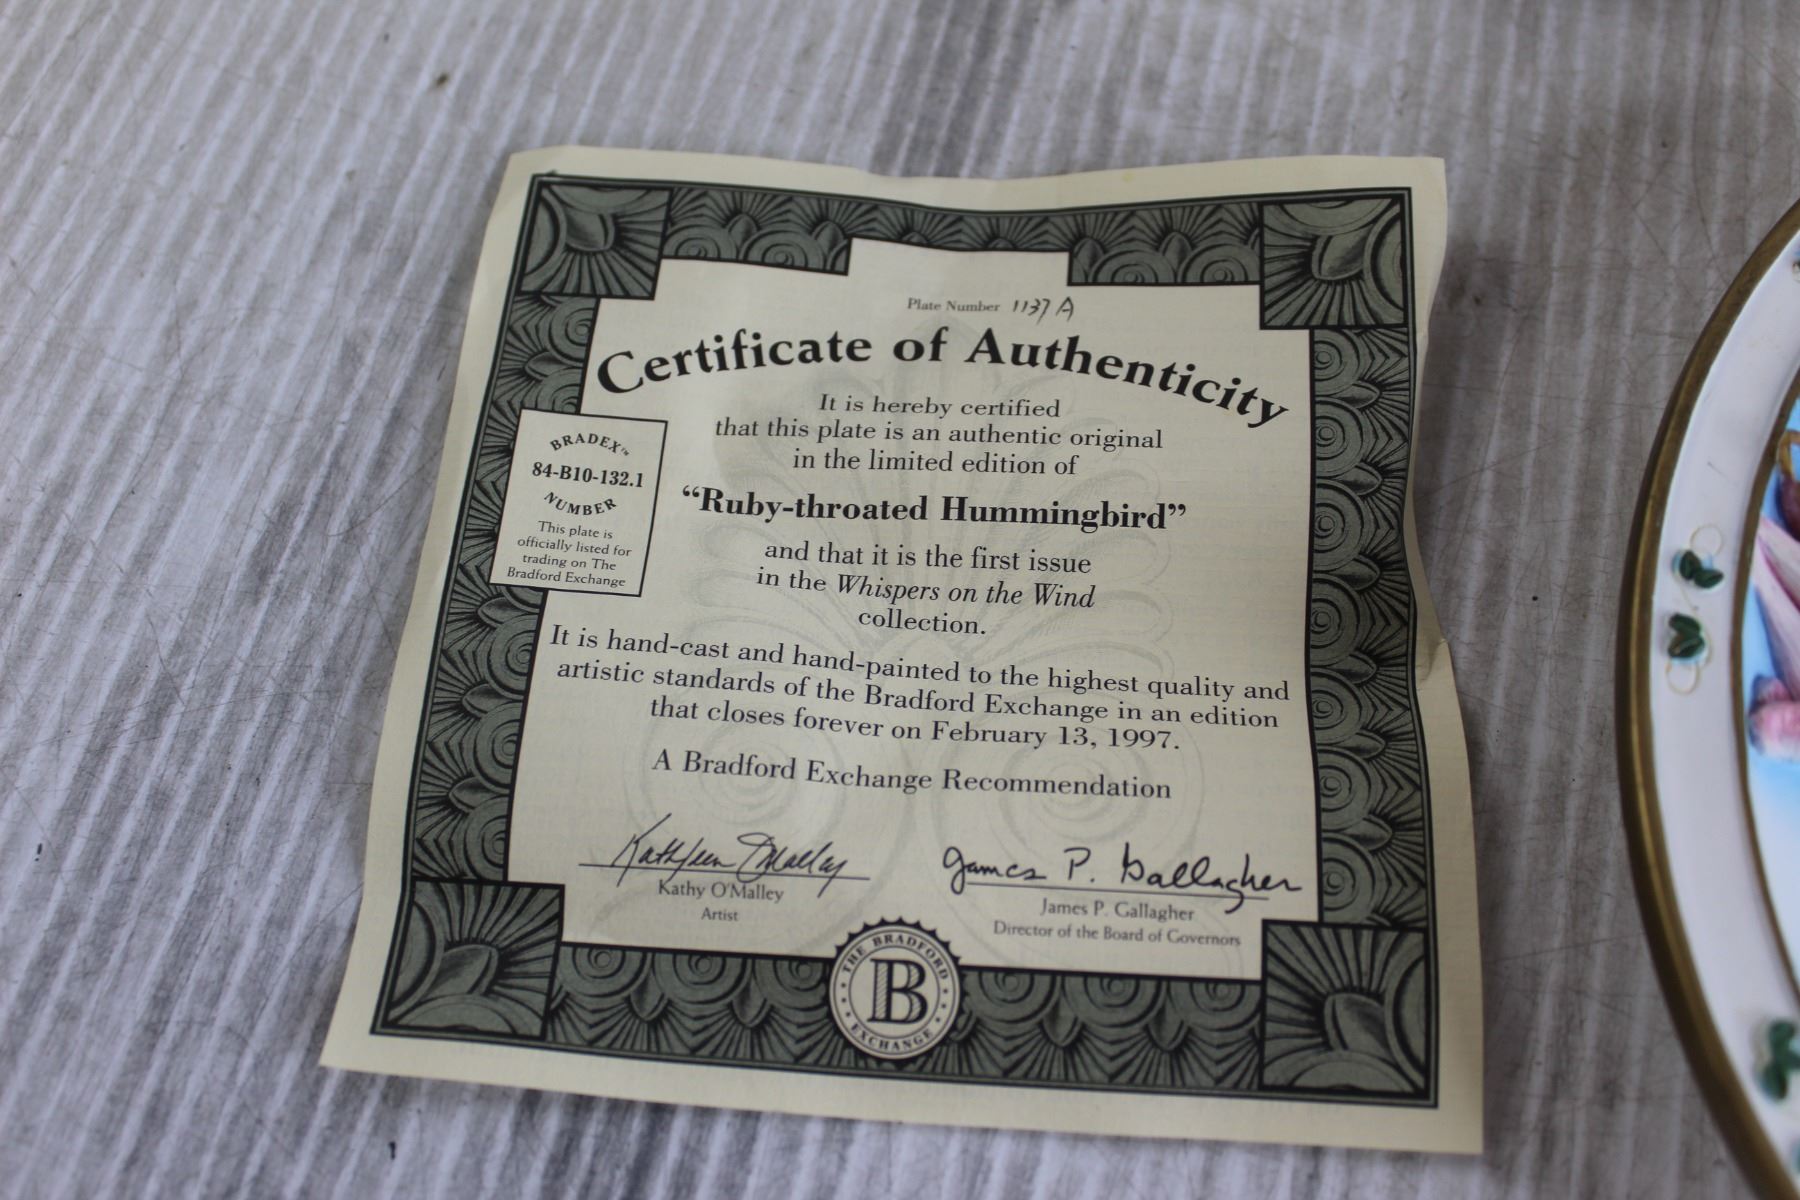 Plate Number 1137 A
Certificate of Authenticity
It is hereby certified
that this plate is an authentic original
in the limited edition of
“Ruby-throated Hummingbird”
and that it is the first issue
in the Whispers on the Wind
collection.
It is hand-cast and hand-painted to the highest quality and
artistic standards of the Bradford Exchange in an edition
that closes forever on February 13, 1997.
A Bradford Exchange Recommendation
BRADEX™
84-B10-132.1
NUMBER
This plate is
officially listed for
trading on The
Bradford Exchange
Kathleen O'Malley
Kathy O'Malley
Artist
James P. Gallagher
James P. Gallagher
Director of the Board of Governors
THE BRADFORD
B
EXCHANGE